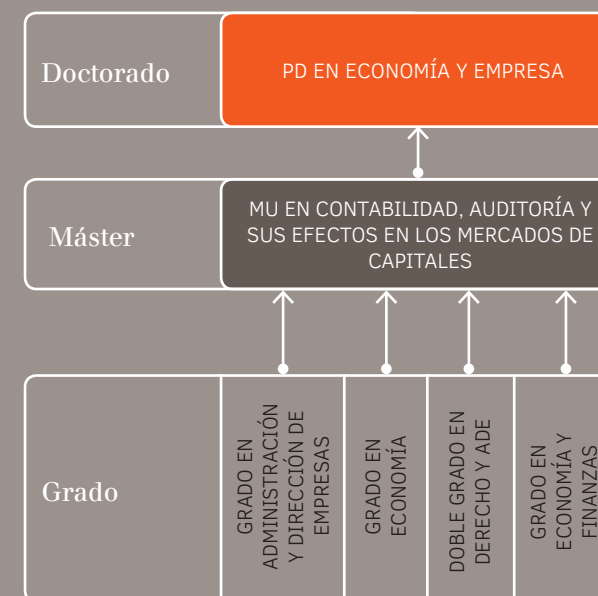 Doctorado
PD EN ECONOMÍA Y EMPRESA
Máster
MU EN CONTABILIDAD, AUDITORÍA Y
SUS EFECTOS EN LOS MERCADOS DE
CAPITALES
Grado
GRADO EN
ADMINISTRACIÓN
Y DIRECCIÓN DE
EMPRESAS
GRADO EN
ECONOMÍA
DOBLE GRADO EN
DERECHO Y ADE
GRADO EN
ECONOMÍA Y
FINANZAS